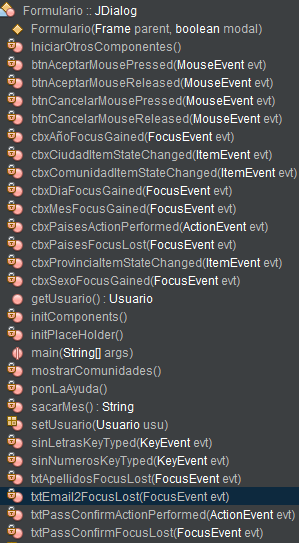 Formulario :: JDialog
Formulario(Frame parent, boolean modal)
IniciarOtrosComponentes()
btnAceptarMousePressed(MouseEvent evt)
btnAceptarMouseReleased(MouseEvent evt)
btnCancelarMousePressed(MouseEvent evt)
btnCancelarMouseReleased(MouseEvent evt)
cbxAñoFocusGained(FocusEvent evt)
cbxCiudadItemStateChanged(ItemEvent evt)
cbxComunidadItemStateChanged(ItemEvent evt)
cbxDiaFocusGained(FocusEvent evt)
cbxMesFocusGained(FocusEvent evt)
cbxPaisesActionPerformed(ActionEvent evt)
cbxPaisesFocusLost(FocusEvent evt)
cbxProvinciaItemStateChanged(ItemEvent evt)
cbxSexoFocusGained(FocusEvent evt)
getUsuario() : Usuario
initComponents()
initPlaceHolder()
main(String[] args)
mostrarComunidades()
ponLaAyuda()
sacarMes() : String
setUsuario(Usuario usu)
sinLetrasKeyTyped(KeyEvent evt)
sinNumerosKeyTyped(KeyEvent evt)
txtApellidosFocusLost(FocusEvent evt)
txtEmail2FocusLost(FocusEvent evt)
txtPassConfirmActionPerformed(ActionEvent evt)
txtPassConfirmFocusLost(FocusEvent evt)